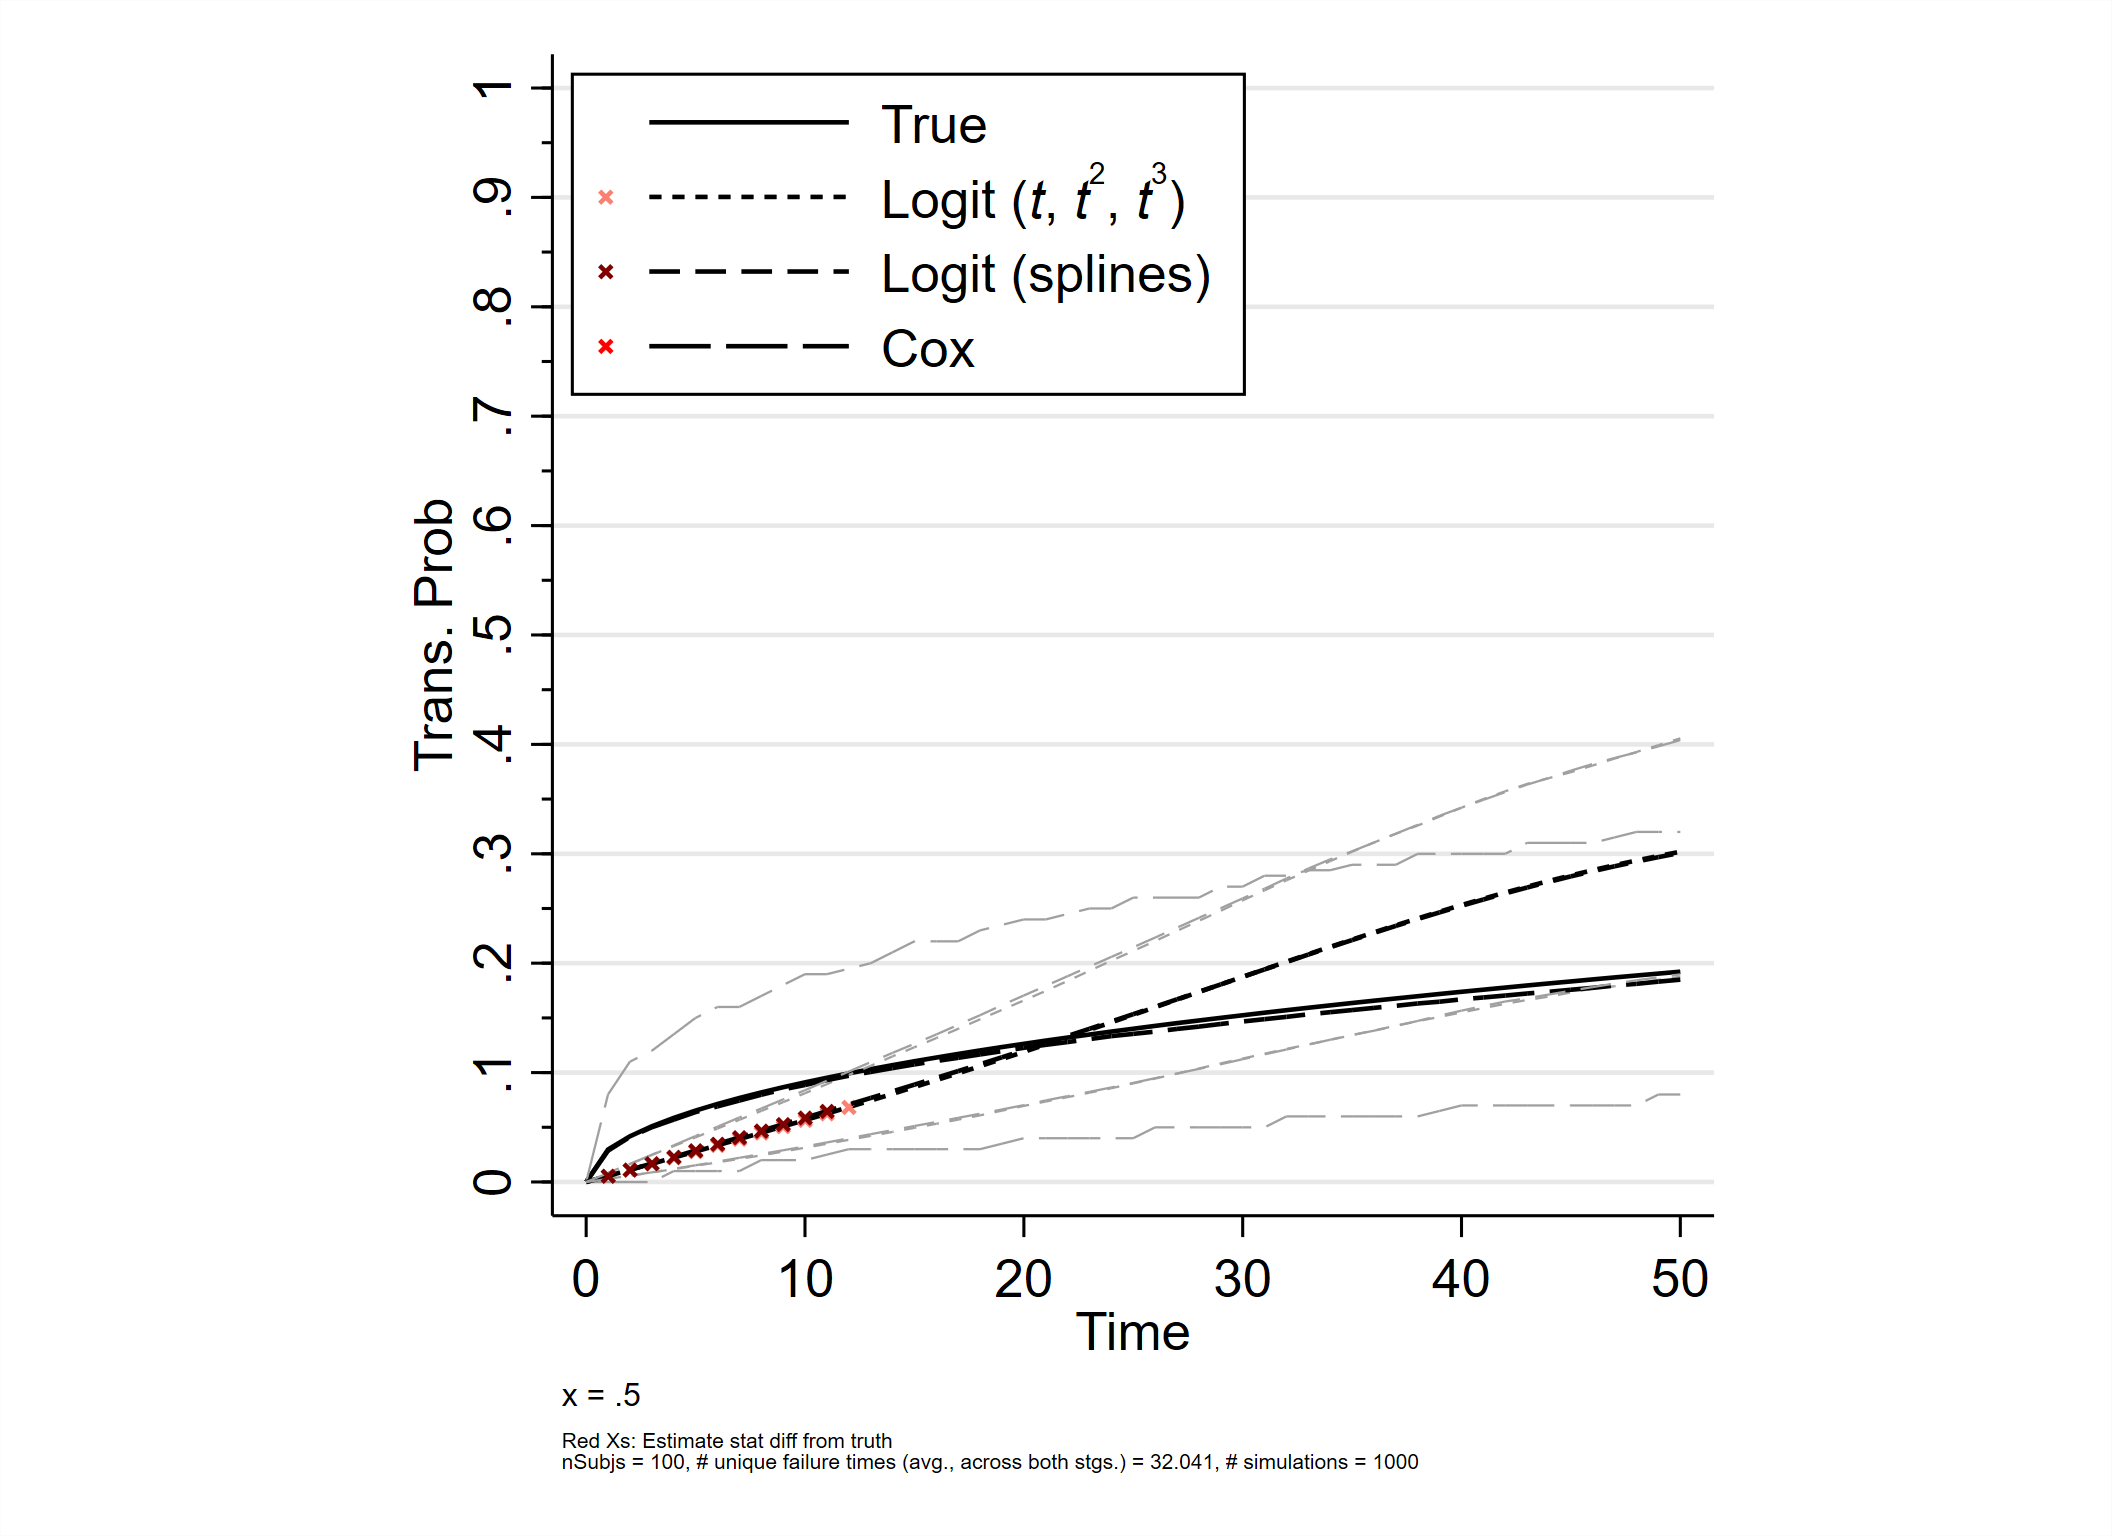 True
Logit (t, t², t³)
Logit (splines)
Cox
Trans. Prob
1
.9
.8
.7
.6
.5
.4
.3
.2
.1
0
0 10 20 30 40 50
Time
x = .5
Red Xs: Estimate stat diff from truth
nSubjs = 100, # unique failure times (avg., across both stgs.) = 32.041, # simulations = 1000